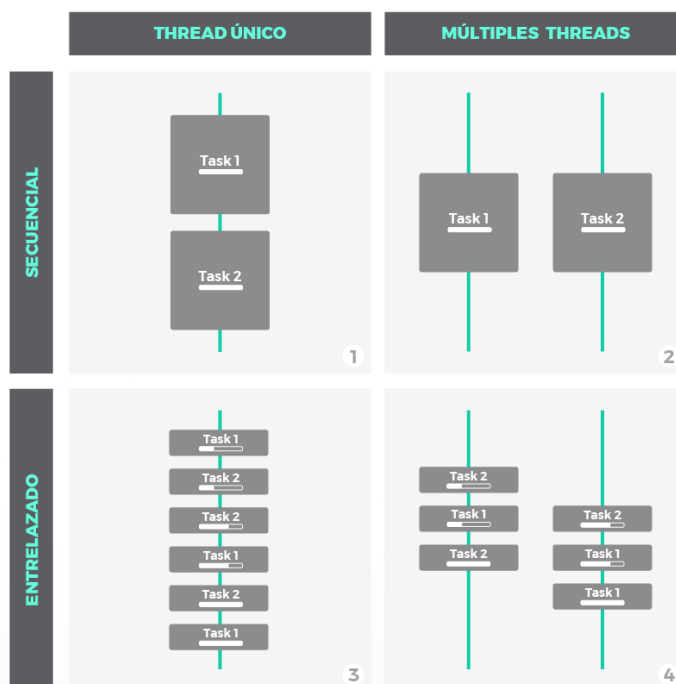 THREAD ÚNICO
MÚLTIPLES THREADS
SECUENCIAL
Task 1
Task 2
1
Task 1
Task 2
2
ENTRELAZADO
Task 1
Task 2
Task 2
Task 1
Task 2
Task 1
3
Task 2
Task 1
Task 2
Task 2
Task 1
Task 1
4